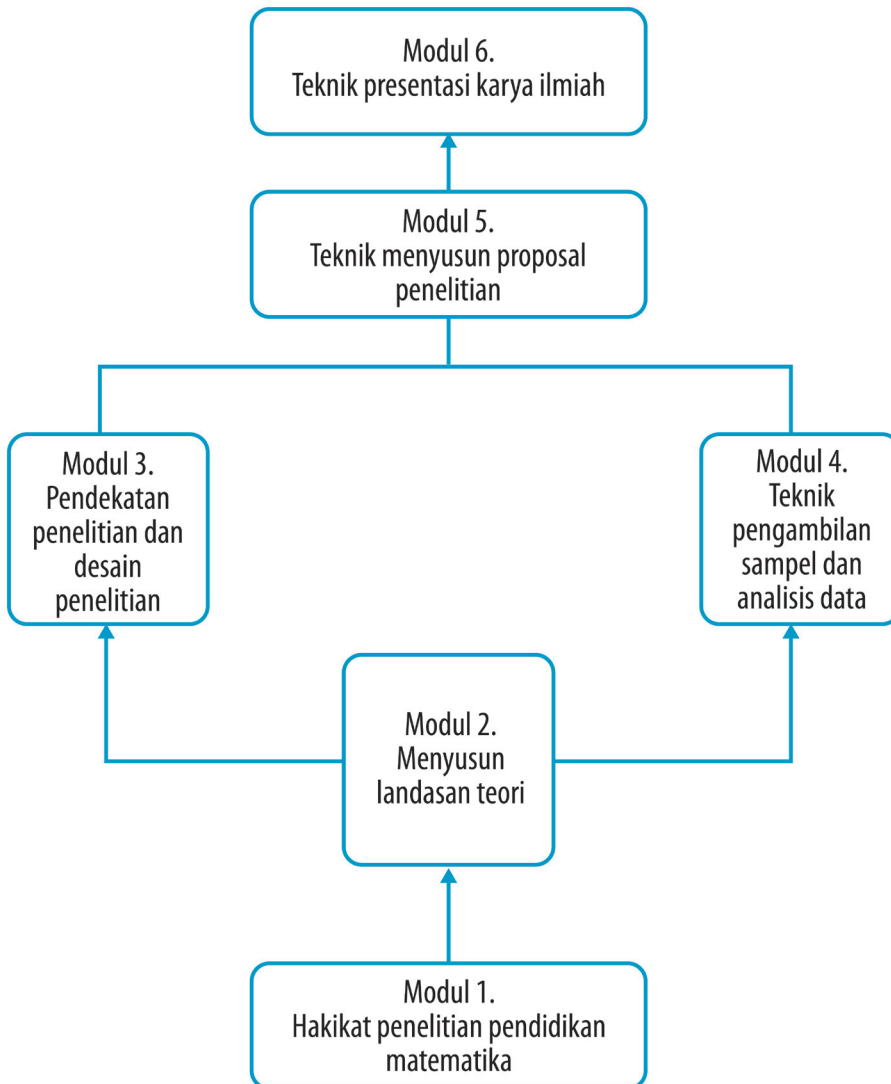 Modul 6.
Teknik presentasi karya ilmiah
Modul 5.
Teknik menyusun proposal
penelitian
Modul 3.
Pendekatan
penelitian dan
desain
penelitian
Modul 4.
Teknik
pengambilan
sampel dan
analisis data
Modul 2.
Menyusun
landasan teori
Modul 1.
Hakikat penelitian pendidikan
matematika